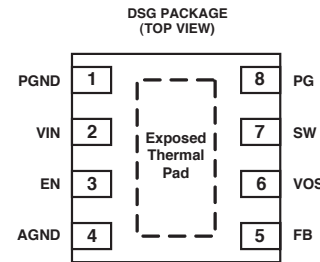 DSG PACKAGE
(TOP VIEW)
PGND 1 8 PG
VIN 2 7 SW
Exposed
Thermal
Pad
EN 3 6 VOS
AGND 4 5 FB